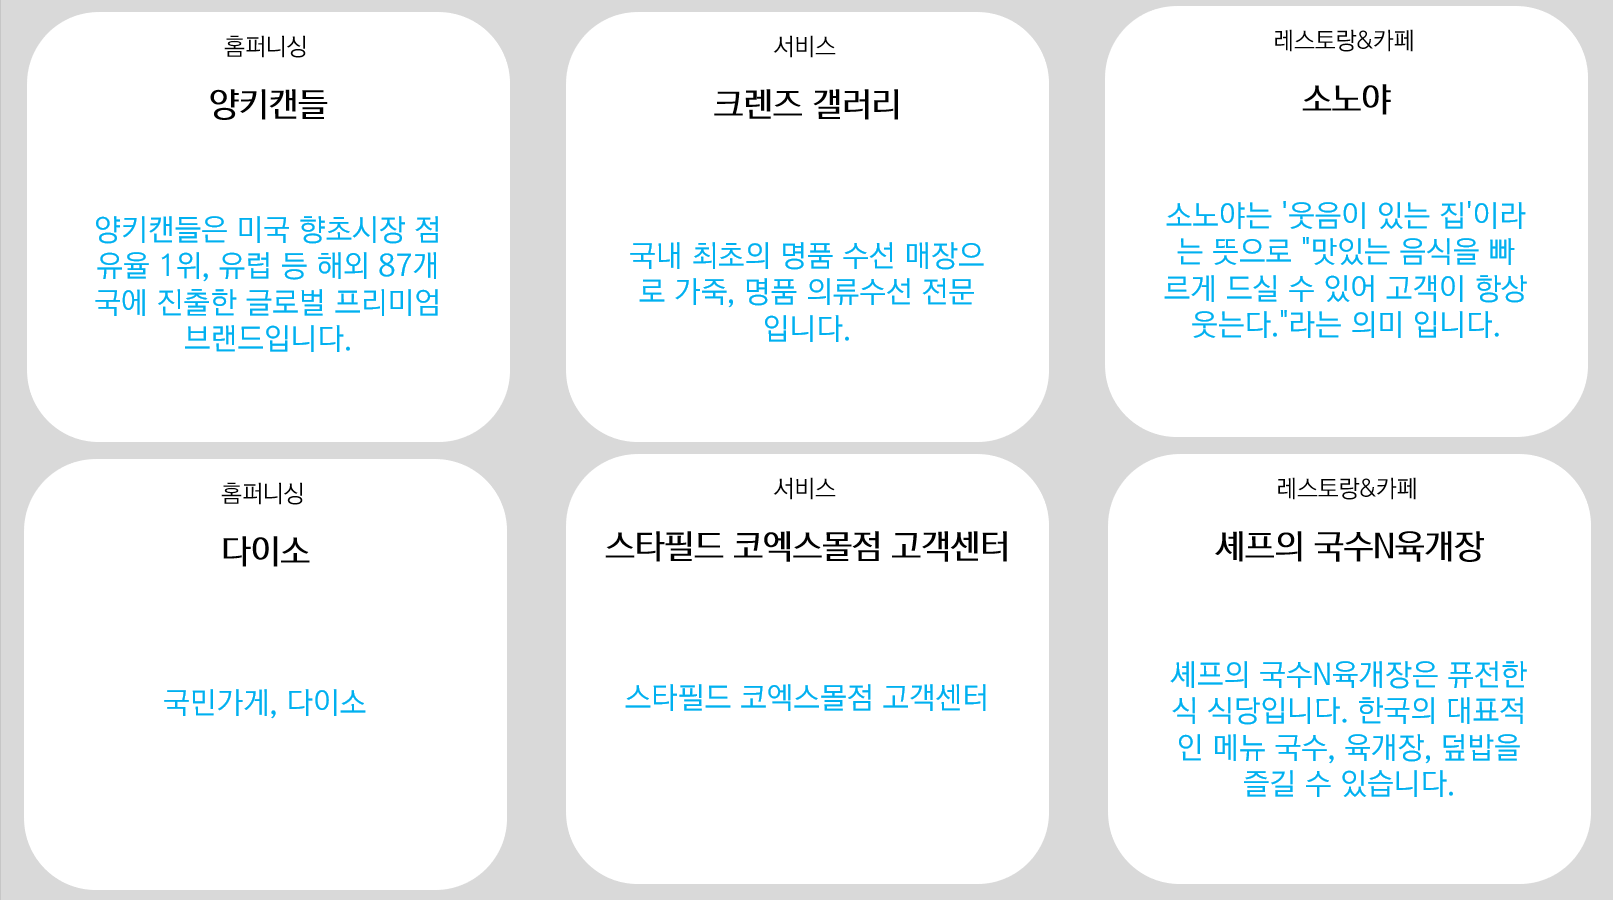 홈퍼니싱
양키캔들
양키캔들은 미국 향초시장 점
유율 1위, 유럽 등 해외 87개
국에 진출한 글로벌 프리미엄
브랜드입니다.
서비스
크렌즈 갤러리
국내 최초의 명품 수선 매장으
로 가죽, 명품 의류수선 전문
입니다.
레스토랑&카페
소노야
소노야는 '웃음이 있는 집'이라
는 뜻으로 "맛있는 음식을 빠
르게 드실 수 있어 고객이 항상
웃는다."라는 의미 입니다.
홈퍼니싱
다이소
국민가게, 다이소
서비스
스타필드 코엑스몰점 고객센터
스타필드 코엑스몰점 고객센터
레스토랑&카페
셰프의 국수N육개장
셰프의 국수N육개장은 퓨전한
식 식당입니다. 한국의 대표적
인 메뉴 국수, 육개장, 덮밥을
즐길 수 있습니다.